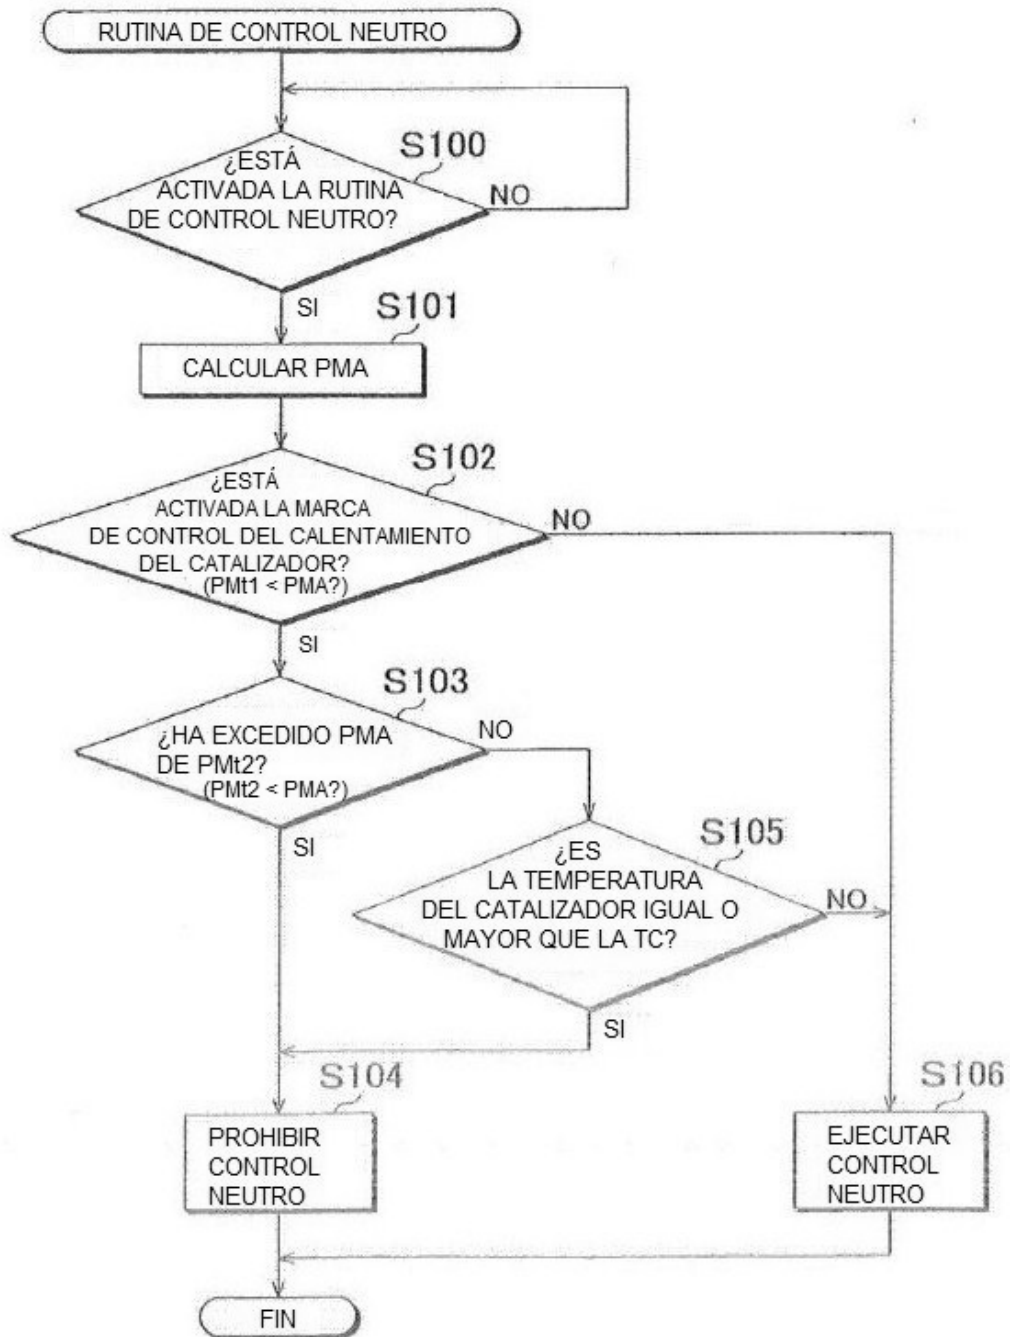 RUTINA DE CONTROL NEUTRO
S100
¿ESTÁ
ACTIVADA LA RUTINA
DE CONTROL NEUTRO?
NO
SI
S101
CALCULAR PMA
S102
¿ESTÁ
ACTIVADA LA MARCA
DE CONTROL DEL CALENTAMIENTO
DEL CATALIZADOR?
(PMt1 < PMA?)
NO
SI
S103
¿HA EXCEDIDO PMA
DE PMt2?
(PMt2 < PMA?)
NO
SI
S105
¿ES
LA TEMPERATURA
DEL CATALIZADOR IGUAL O
MAYOR QUE LA TC?
NO
SI
S104
PROHIBIR
CONTROL
NEUTRO
S106
EJECUTAR
CONTROL
NEUTRO
FIN